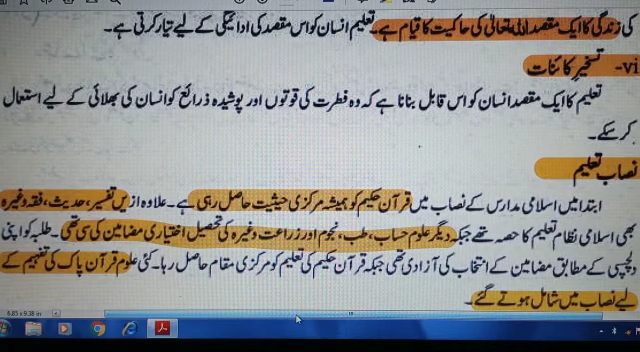 کی زندگی کا ایک مقصد اللہ تعالیٰ کی حاکمیت کا قیام ہے۔ تعلیم انسان کو اس مقصد کی ادائیگی کے لیے تیار کرتی ہے۔
vi- تسخیرِ کائنات
تعلیم کا ایک مقصد انسان کو اس قابل بنانا ہے کہ وہ فطرت کی قوتوں اور پوشیدہ ذرائع کو انسان کی بھلائی کے لیے استعمال
کر سکے۔
نصاب تعلیم
ابتدا میں اسلامی مدارس کے نصاب میں قرآن حکیم کو ہمیشہ مرکزی حیثیت حاصل رہی ہے۔ علاوہ ازیں تفسیر، حدیث، فقہ وغیرہ
بھی اسلامی نظام تعلیم کا حصہ تھے جبکہ دیگر علوم حساب، طب، نجوم اور زراعت وغیرہ کی تحصیل اختیاری مضامین کی سی تھی۔ طلبہ کو اپنی
دلچسپی کے مطابق مضامین کے انتخاب کی آزادی تھی جبکہ قرآن حکیم کی تعلیم کو مرکزی مقام حاصل رہا۔ کئی علوم قرآن پاک کی تفہیم کے
لیے نصاب میں شامل ہوتے گئے۔
6.85 x 9.38 in